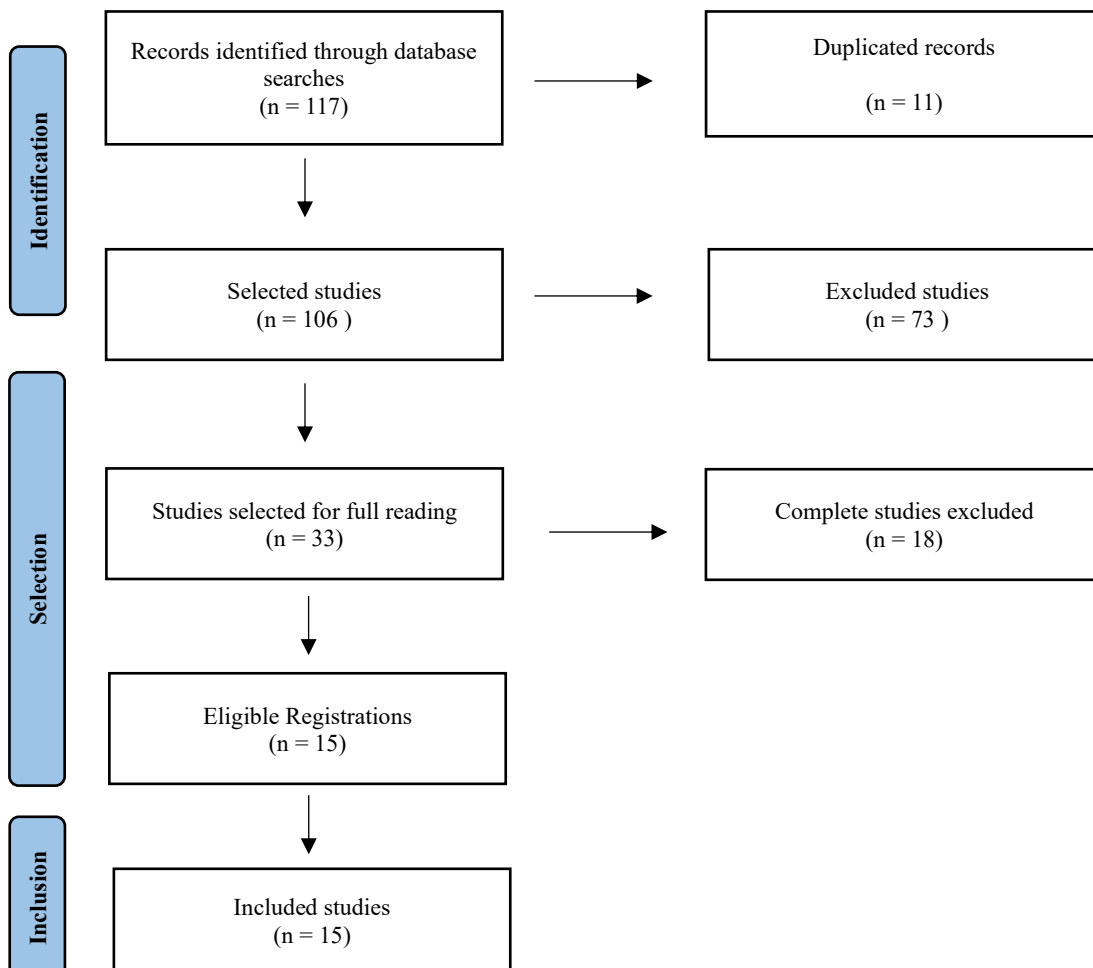 Identification
Records identified through database
searches
(n = 117)
Duplicated records
(n = 11)
Selected studies
(n = 106 )
Excluded studies
(n = 73 )
Selection
Studies selected for full reading
(n = 33)
Complete studies excluded
(n = 18)
Eligible Registrations
(n = 15)
Inclusion
Included studies
(n = 15)